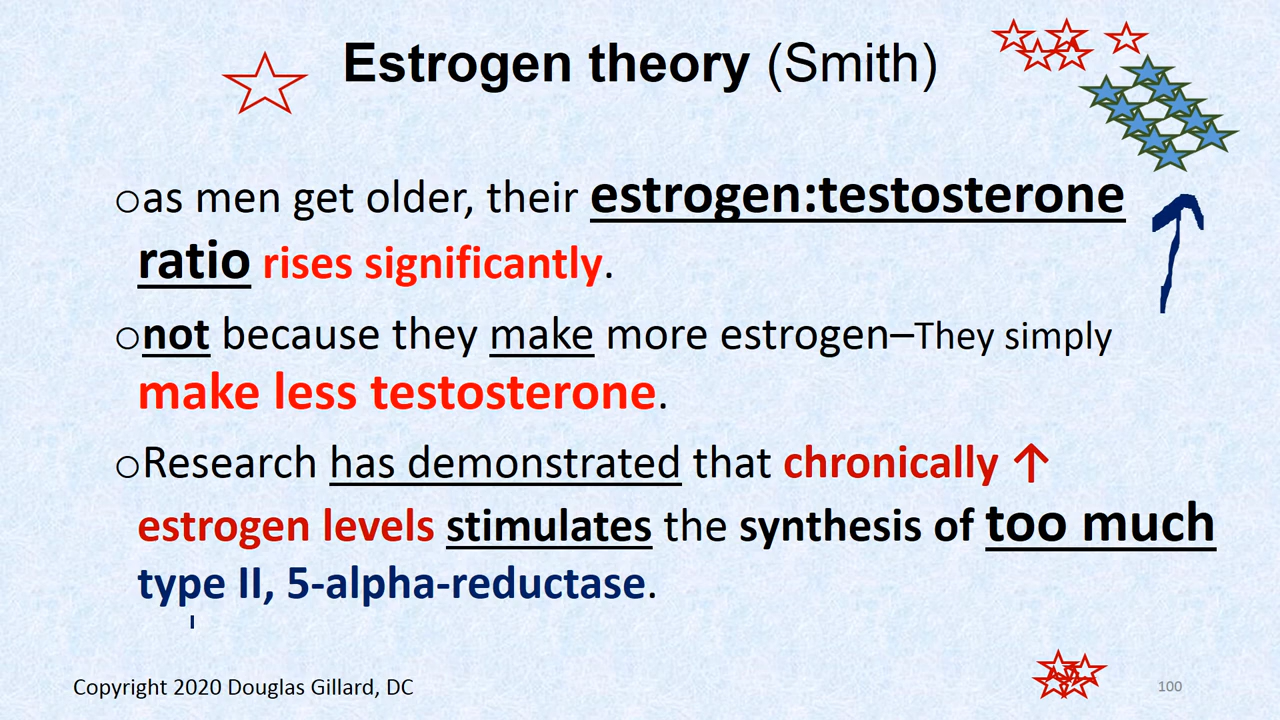 Estrogen theory (Smith)
○as men get older, their estrogen:testosterone
ratio rises significantly.
○not because they make more estrogen–They simply
make less testosterone.
○Research has demonstrated that chronically ↑
estrogen levels stimulates the synthesis of too much
type II, 5-alpha-reductase.
Copyright 2020 Douglas Gillard, DC
100